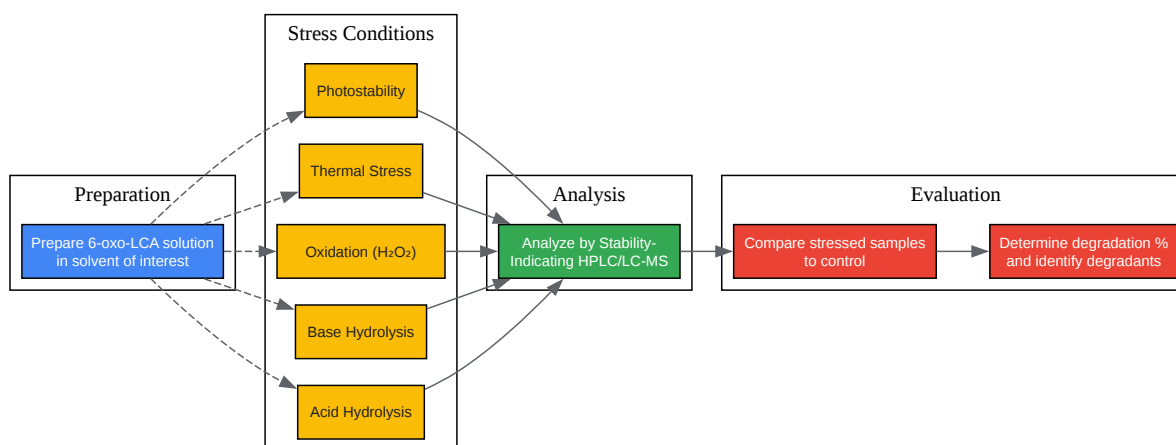 Preparation
Prepare 6-oxo-LCA solution
in solvent of interest
Stress Conditions
Photostability
Thermal Stress
Oxidation (H₂O₂)
Base Hydrolysis
Acid Hydrolysis
Analysis
Analyze by Stability-
Indicating HPLC/LC-MS
Evaluation
Compare stressed samples
to control
Determine degradation %
and identify degradants